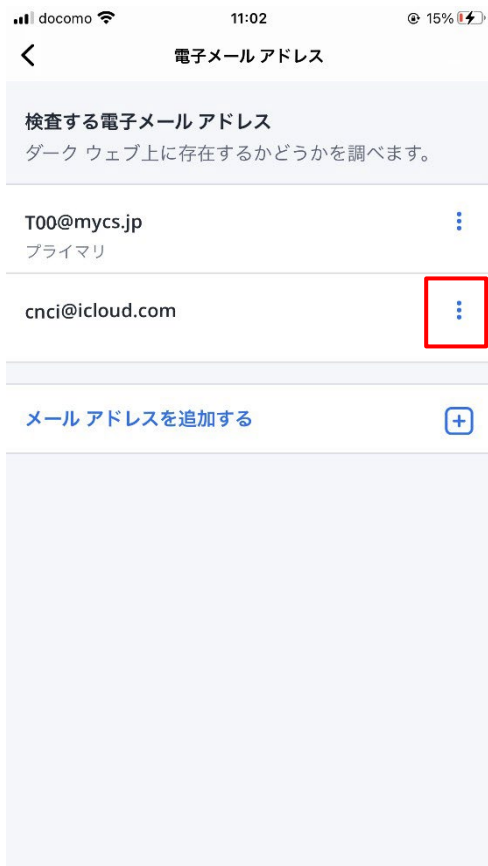 docomo 11:02 15%
電子メール アドレス
検査する電子メール アドレス
ダーク ウェブ上に存在するかどうかを調べます。
T00@mycs.jp
プライマリ
cnci@icloud.com
メール アドレスを追加する